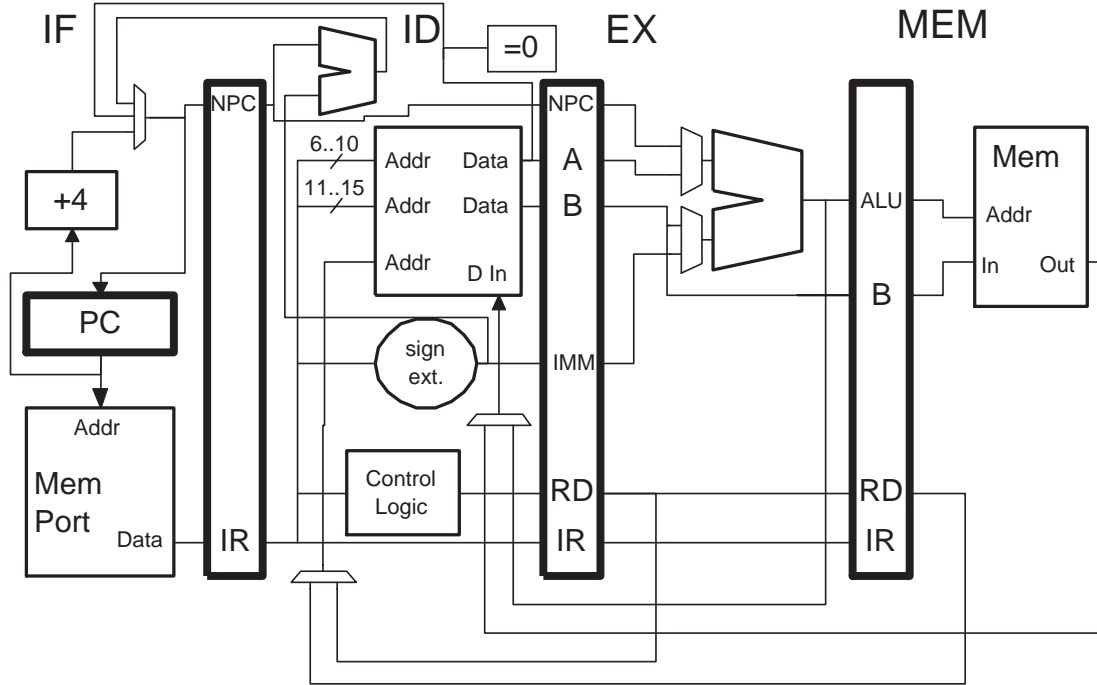 IF
ID
EX
MEM
=0
NPC
NPC
+4
6..10
11..15
Addr
Data
Addr
Data
Addr
D In
A
B
ALU
B
Mem
Addr
In
Out
PC
sign
ext.
IMM
Addr
Mem
Port
Data
Control
Logic
RD
RD
IR
IR
IR